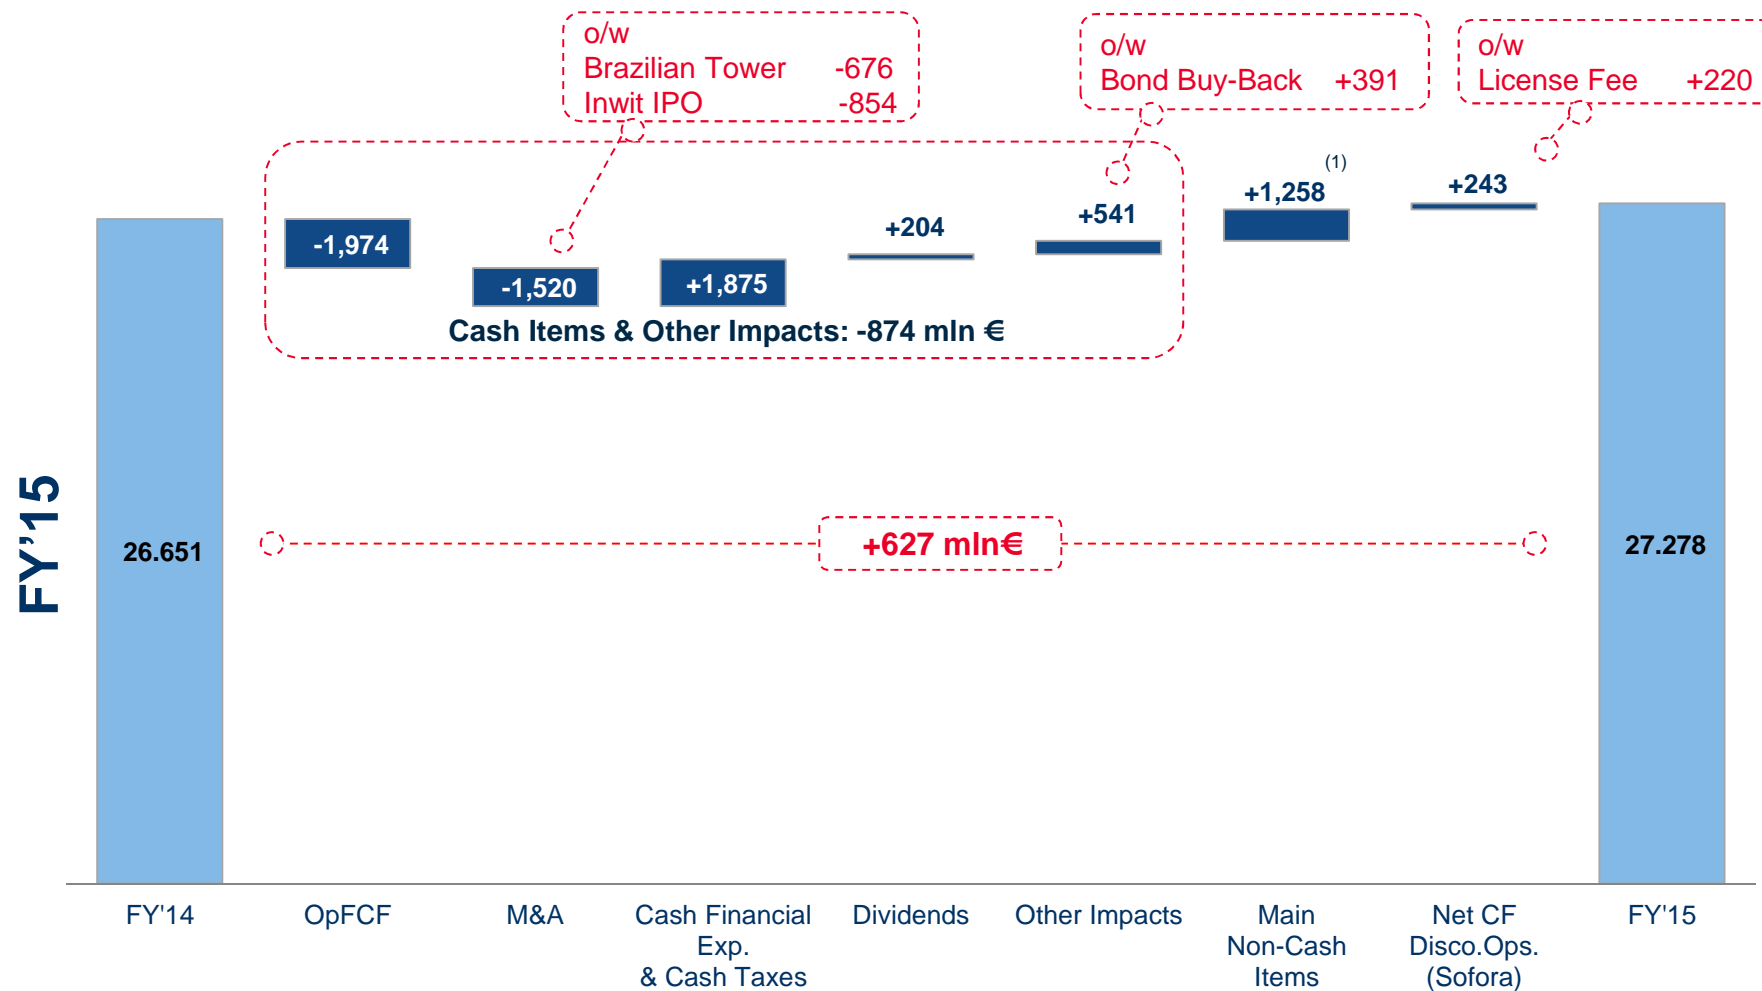 o/w
Brazilian Tower -676
Inwit IPO -854
o/w
Bond Buy-Back +391
o/w
License Fee +220
(1)
-1,974
-1,520
+1,875
+204
+541
+1,258
+243
Cash Items & Other Impacts: -874 mln €
FY’15
26.651
+627 mln€
27.278
FY'14
OpFCF
M&A
Cash Financial
Exp.
& Cash Taxes
Dividends
Other Impacts
Main
Non-Cash
Items
Net CF
Disco.Ops.
(Sofora)
FY'15